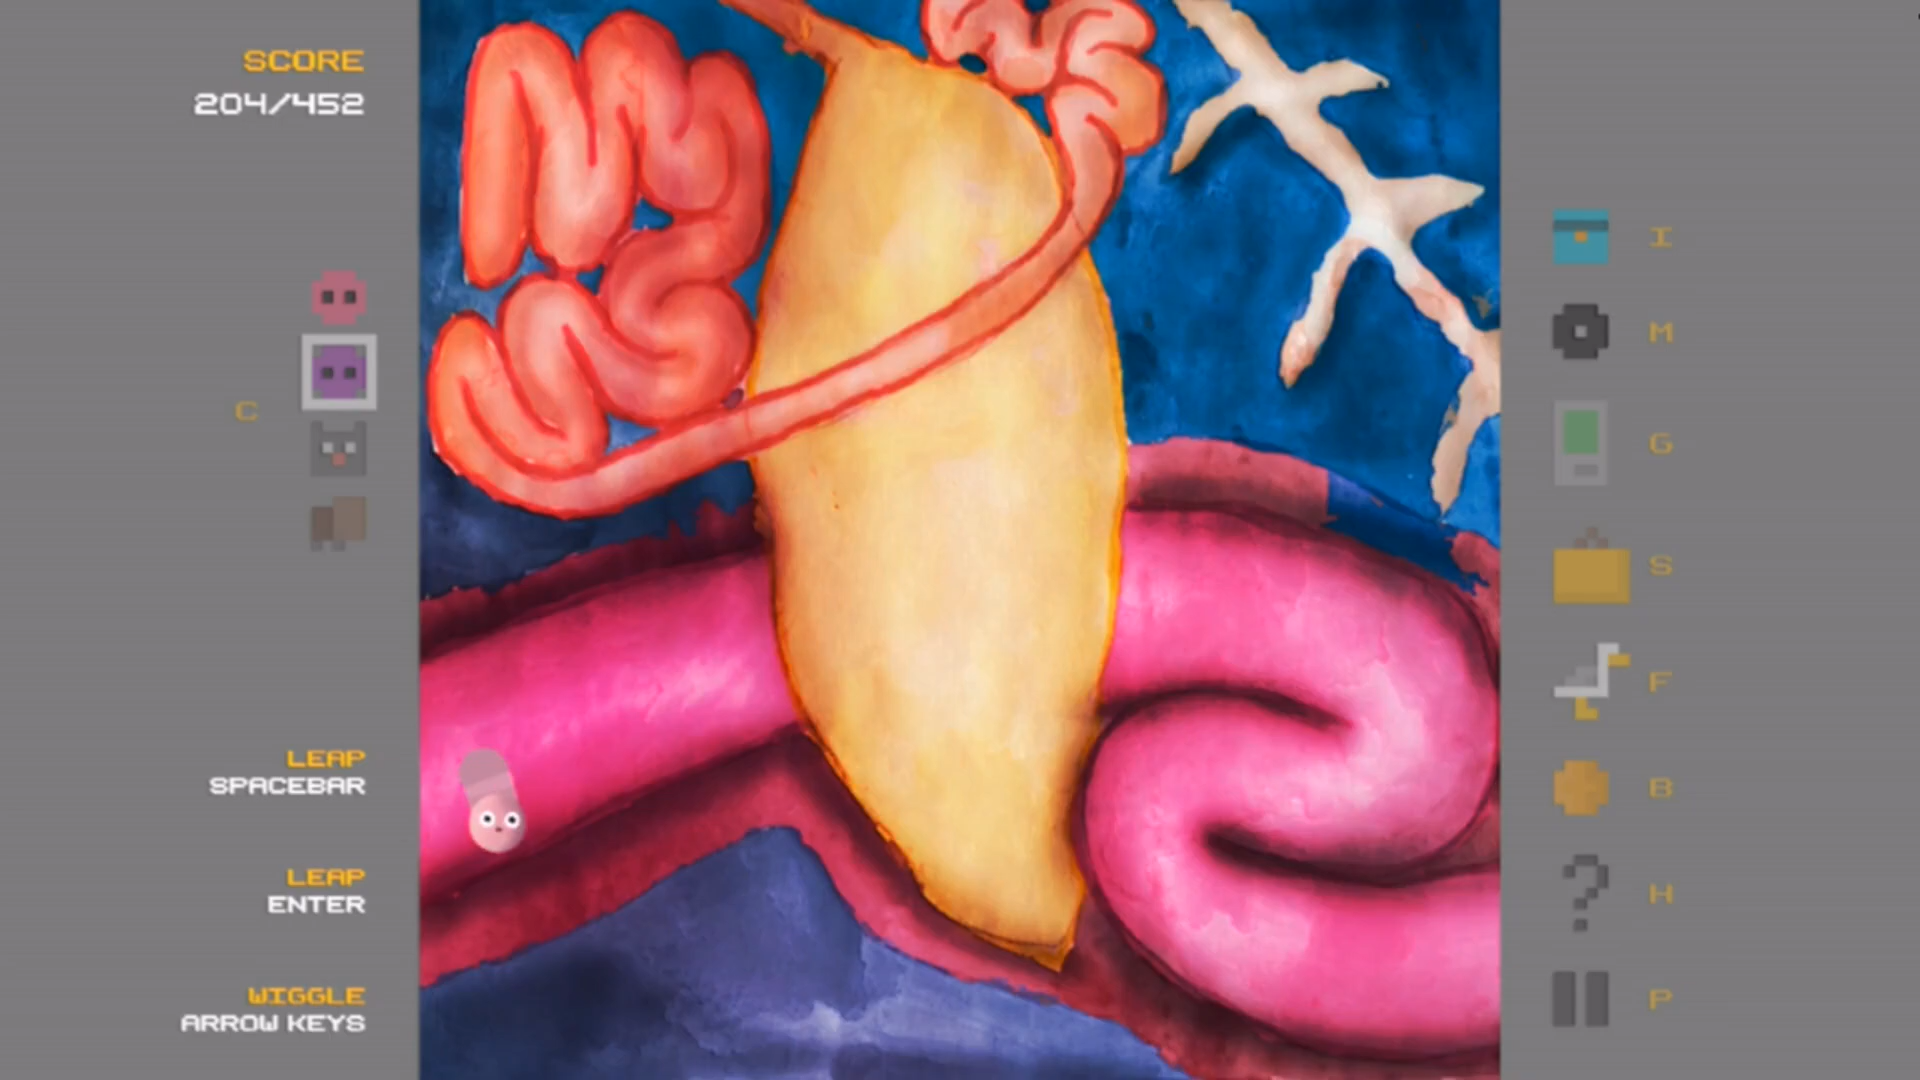 SCORE
204/452
C
LEAP
SPACEBAR
LEAP
ENTER
WIGGLE
ARROW KEYS
I
M
G
S
F
B
H
P